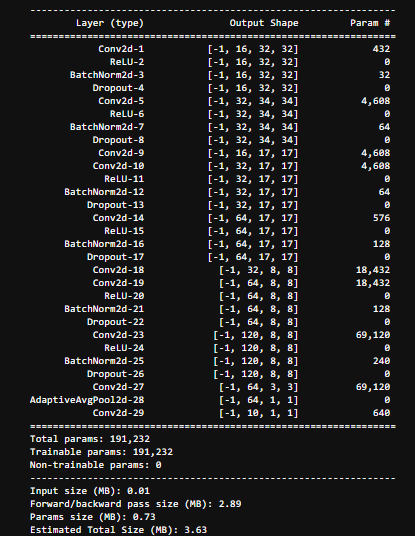 ----------------------------------------------------------------
Layer (type) Output Shape Param #
================================================================
Conv2d-1 [-1, 16, 32, 32] 432
ReLU-2 [-1, 16, 32, 32] 0
BatchNorm2d-3 [-1, 16, 32, 32] 32
Dropout-4 [-1, 16, 32, 32] 0
Conv2d-5 [-1, 32, 34, 34] 4,608
ReLU-6 [-1, 32, 34, 34] 0
BatchNorm2d-7 [-1, 32, 34, 34] 64
Dropout-8 [-1, 32, 34, 34] 0
Conv2d-9 [-1, 16, 17, 17] 4,608
Conv2d-10 [-1, 32, 17, 17] 4,608
ReLU-11 [-1, 32, 17, 17] 0
BatchNorm2d-12 [-1, 32, 17, 17] 64
Dropout-13 [-1, 32, 17, 17] 0
Conv2d-14 [-1, 64, 17, 17] 576
ReLU-15 [-1, 64, 17, 17] 0
BatchNorm2d-16 [-1, 64, 17, 17] 128
Dropout-17 [-1, 64, 17, 17] 0
Conv2d-18 [-1, 32, 8, 8] 18,432
Conv2d-19 [-1, 64, 8, 8] 18,432
ReLU-20 [-1, 64, 8, 8] 0
BatchNorm2d-21 [-1, 64, 8, 8] 128
Dropout-22 [-1, 64, 8, 8] 0
Conv2d-23 [-1, 120, 8, 8] 69,120
ReLU-24 [-1, 120, 8, 8] 0
BatchNorm2d-25 [-1, 120, 8, 8] 240
Dropout-26 [-1, 120, 8, 8] 0
Conv2d-27 [-1, 64, 3, 3] 69,120
AdaptiveAvgPool2d-28 [-1, 64, 1, 1] 0
Conv2d-29 [-1, 10, 1, 1] 640
================================================================
Total params: 191,232
Trainable params: 191,232
Non-trainable params: 0
----------------------------------------------------------------
Input size (MB): 0.01
Forward/backward pass size (MB): 2.89
Params size (MB): 0.73
Estimated Total Size (MB): 3.63